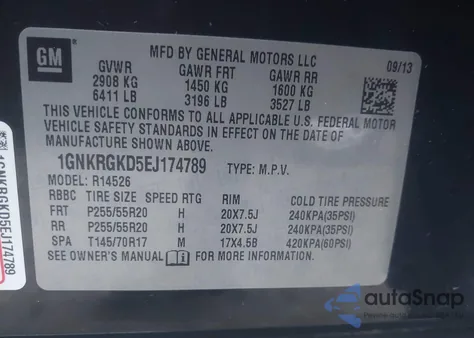 GM
MFD BY GENERAL MOTORS LLC
09/13
GVWR GAWR FRT GAWR RR
2908 KG 1450 KG 1600 KG
6411 LB 3196 LB 3527 LB
THIS VEHICLE CONFORMS TO ALL APPLICABLE U.S. FEDERAL MOTOR
VEHICLE SAFETY STANDARDS IN EFFECT ON THE DATE OF
MANUFACTURE SHOWN ABOVE.
1GNKRGKD5EJ174789 TYPE: M.P.V.
MODEL: R14526
RBBC TIRE SIZE SPEED RTG RIM COLD TIRE PRESSURE
FRT P255/55R20 H 20X7.5J 240KPA(35PSI)
RR P255/55R20 H 20X7.5J 240KPA(35PSI)
SPA T145/70R17 M 17X4.5B 420KPA(60PSI)
SEE OWNER'S MANUAL FOR MORE INFORMATION.
1GNKRGKD5EJ174789
autoSnap